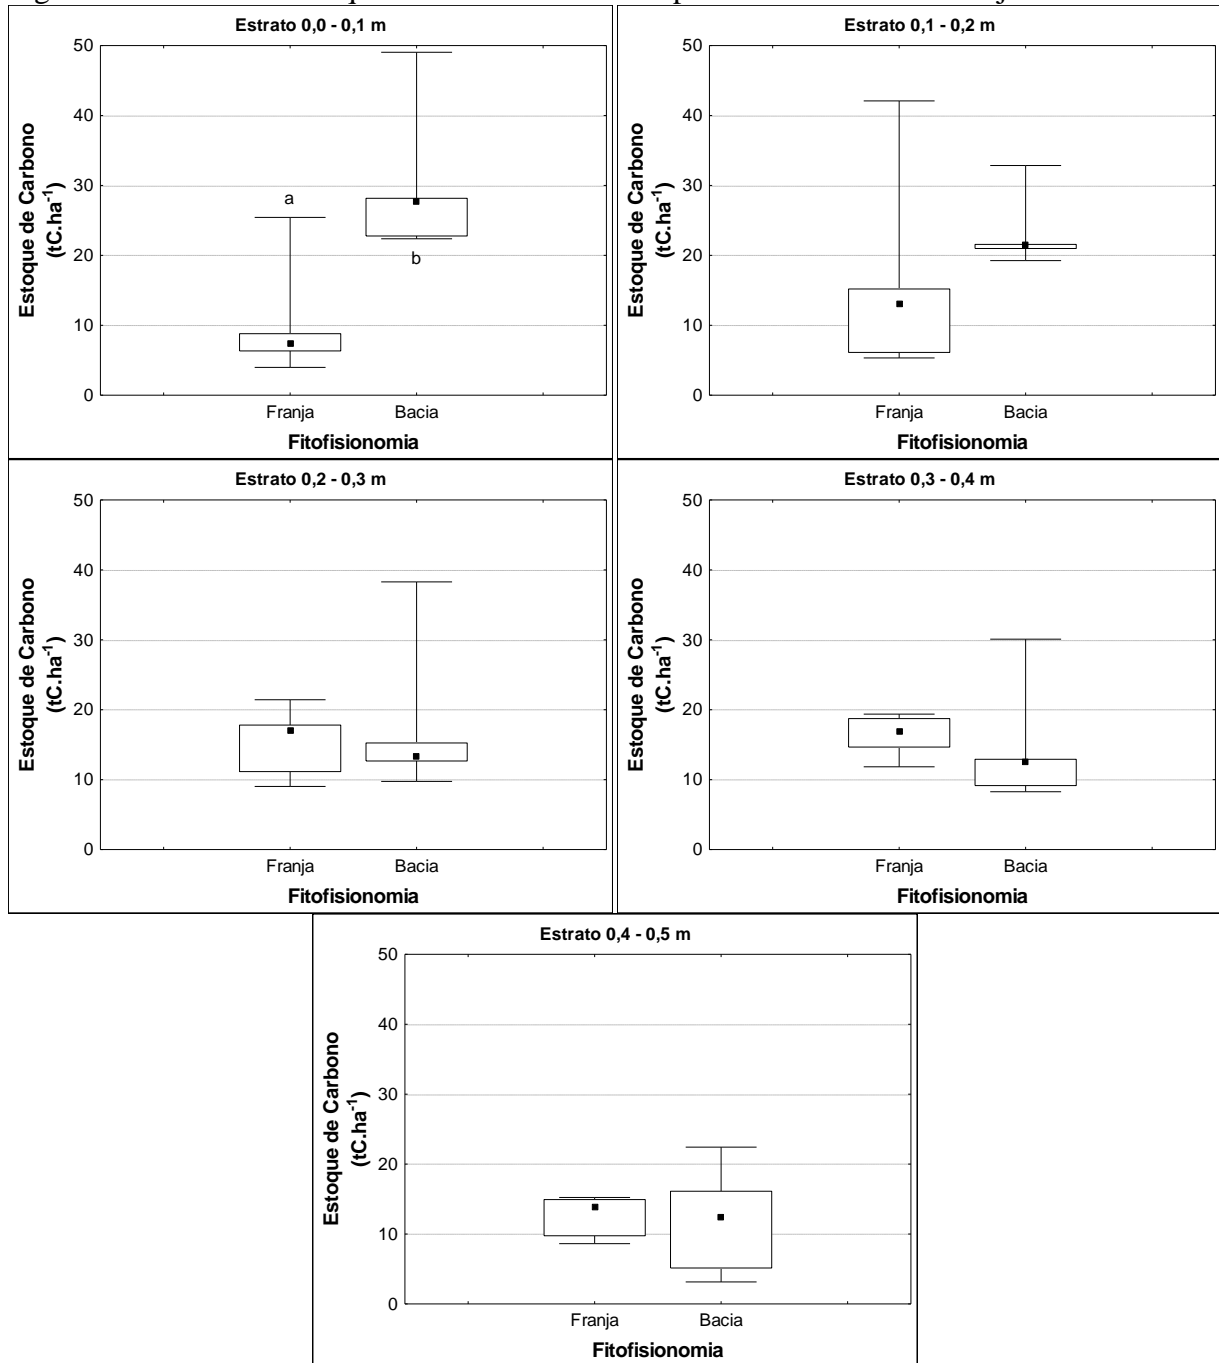 Estrato 0,0 - 0,1 m
50
40
30
20
10
0
Estoque de Carbono
(tC.ha⁻¹)
a
b
Franja Bacia
Fitofisionomia
Estrato 0,1 - 0,2 m
50
40
30
20
10
0
Estoque de Carbono
(tC.ha⁻¹)
Franja Bacia
Fitofisionomia
Estrato 0,2 - 0,3 m
50
40
30
20
10
0
Estoque de Carbono
(tC.ha⁻¹)
Franja Bacia
Fitofisionomia
Estrato 0,3 - 0,4 m
50
40
30
20
10
0
Estoque de Carbono
(tC.ha⁻¹)
Franja Bacia
Fitofisionomia
Estrato 0,4 - 0,5 m
50
40
30
20
10
0
Estoque de Carbono
(tC.ha⁻¹)
Franja Bacia
Fitofisionomia